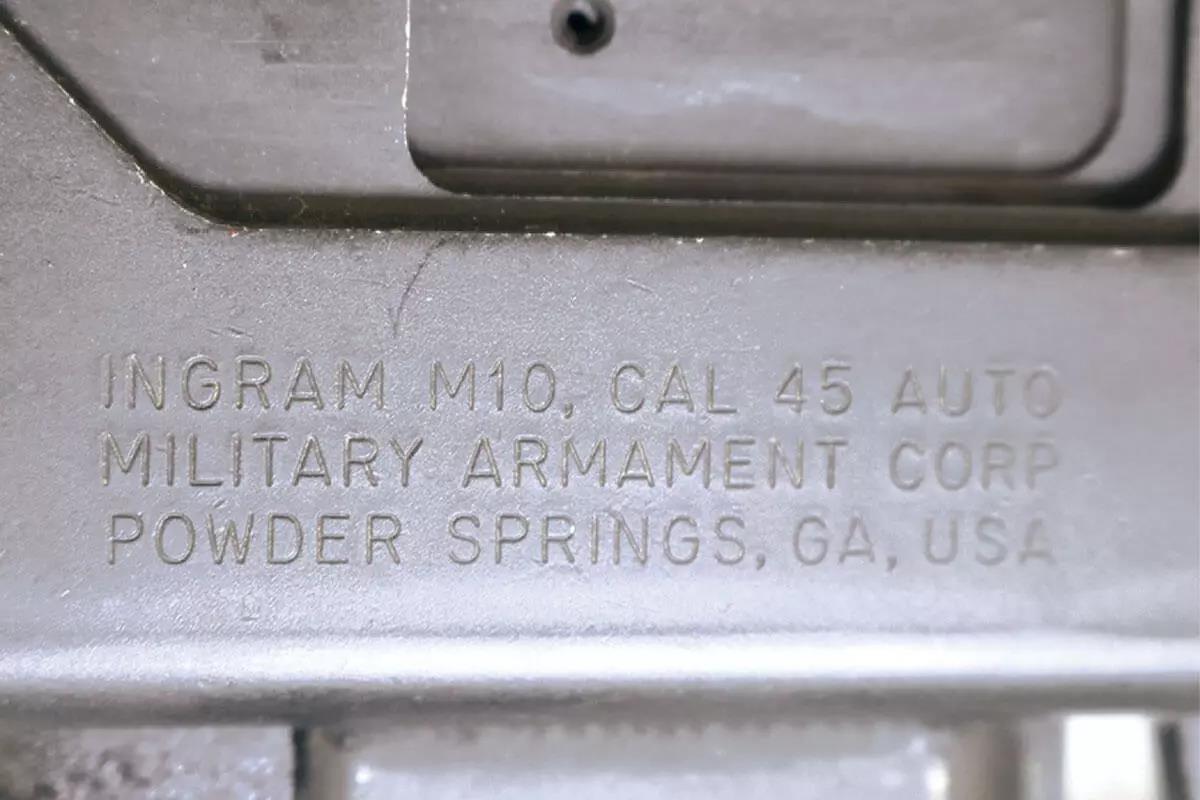 INGRAM M10, CAL 45 AUTO
MILITARY ARMAMENT CORP
POWDER SPRINGS, GA, USA